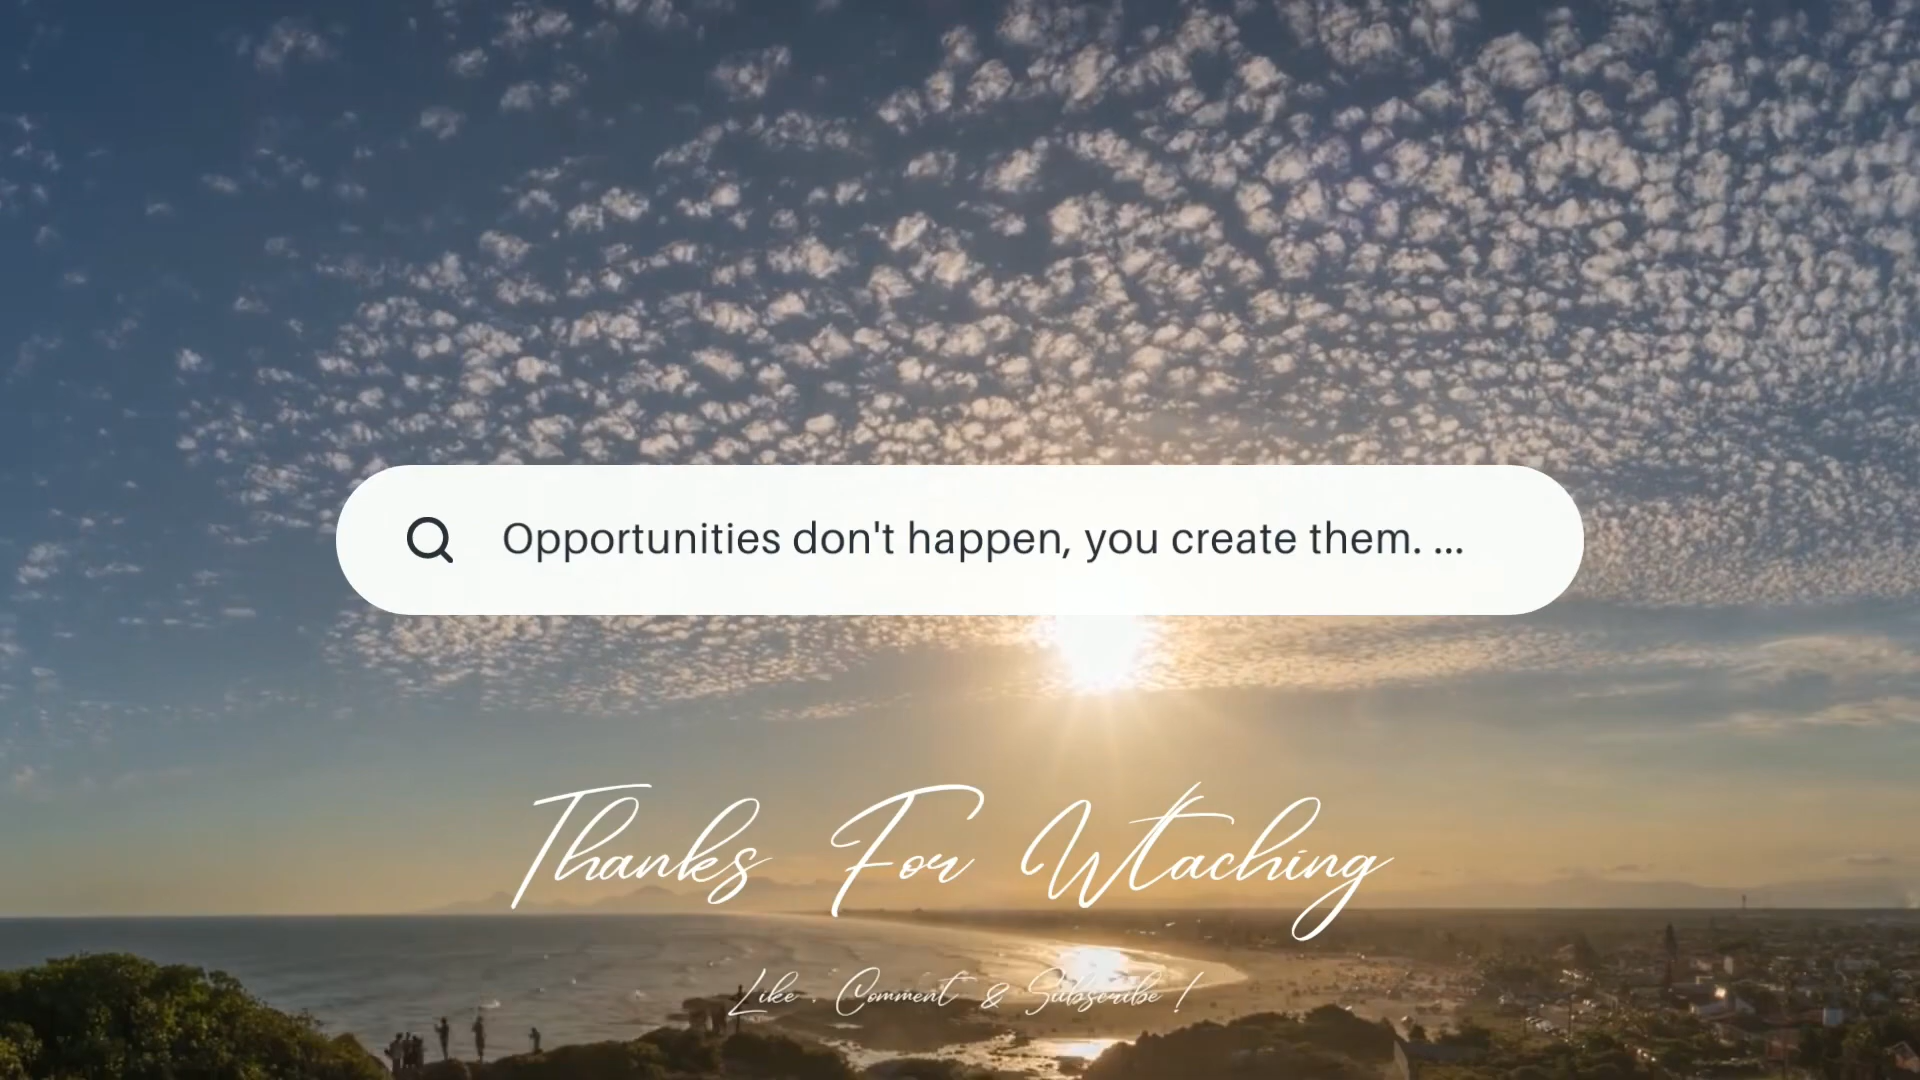 Opportunities don't happen, you create them. ...
Thanks For Wtaching
Like . Comment & Subscribe !